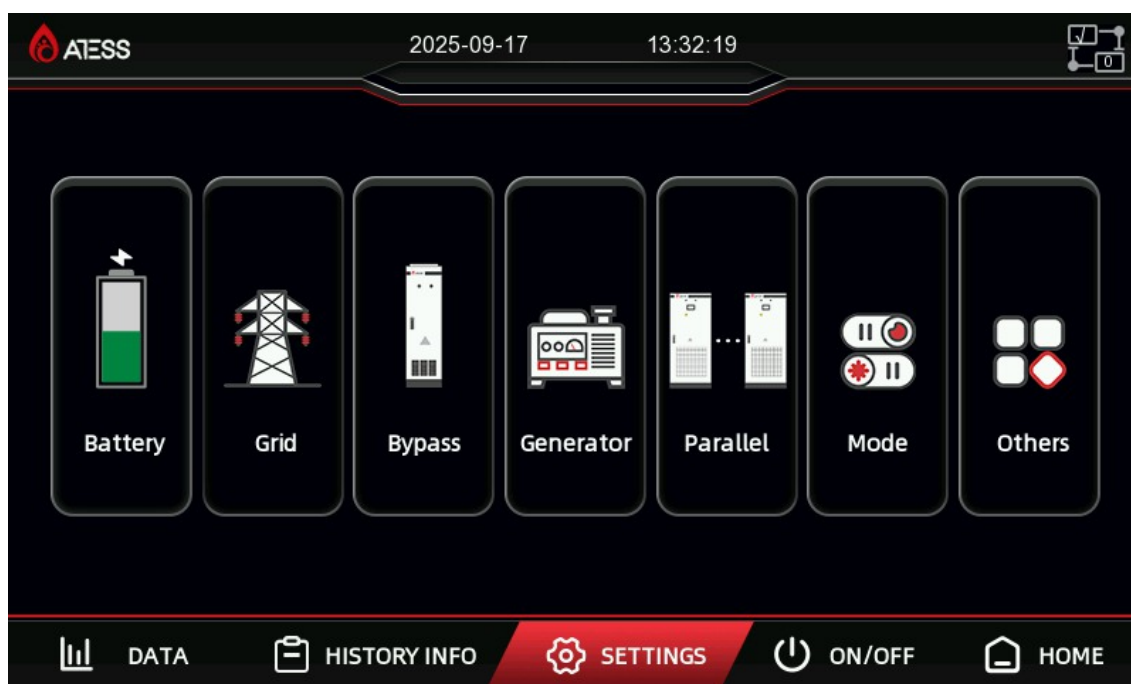 ATESS
2025-09-17 13:32:19
0
Battery Grid Bypass Generator Parallel Mode Others
DATA HISTORY INFO SETTINGS ON/OFF HOME